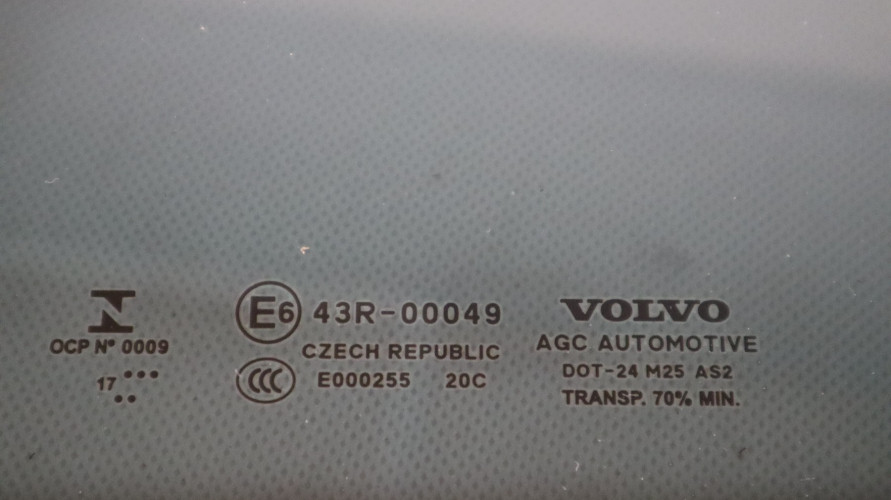 OCP Nº 0009
17
E6 43R-00049
CZECH REPUBLIC
CCC E000255 20C
VOLVO
AGC AUTOMOTIVE
DOT-24 M25 AS2
TRANSP. 70% MIN.